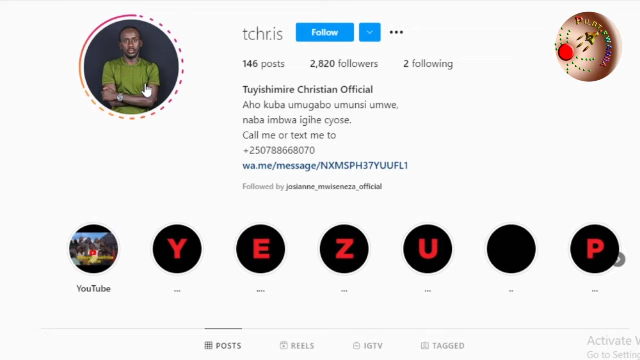 tchr.is Follow
146 posts 2,820 followers 2 following
Tuyishimire Christian Official
Aho kuba umugabo umunsi umwe,
naba imbwa igihe cyose.
Call me or text me to
+250788668070
wa.me/message/NXMSPH37YUUFL1
Followed by josianne_mwiseneza_official
Y E Z U P
YouTube ... .... ... ... .. ...
POSTS REELS IGTV TAGGED
Activate
Go to Setting